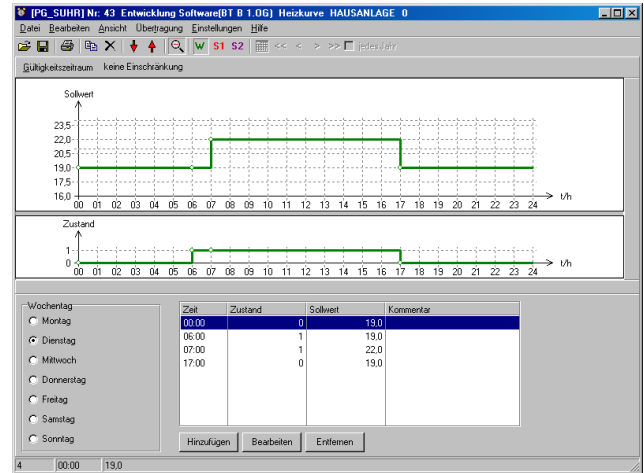 [PG_SUHR] Nr: 43 Entwicklung Software(BT B 1.OG) Heizkurve HAUSANLAGE 0
Datei Bearbeiten Ansicht Übertragung Einstellungen Hilfe
W S1 S2 << < > >> jedes Jahr
Gültigkeitszeitraum keine Einschränkung
Sollwert
23,5
22,0
20,5
19,0
17,5
16,0
00 01 02 03 04 05 06 07 08 09 10 11 12 13 14 15 16 17 18 19 20 21 22 23 24 t/h
Zustand
1
0
00 01 02 03 04 05 06 07 08 09 10 11 12 13 14 15 16 17 18 19 20 21 22 23 24 t/h
Wochentag
Montag
Dienstag
Mittwoch
Donnerstag
Freitag
Samstag
Sonntag
Zeit Zustand Sollwert Kommentar
00:00 0 19,0
06:00 1 19,0
07:00 1 22,0
17:00 0 19,0
Hinzufügen Bearbeiten Entfernen
4 00:00 19,0